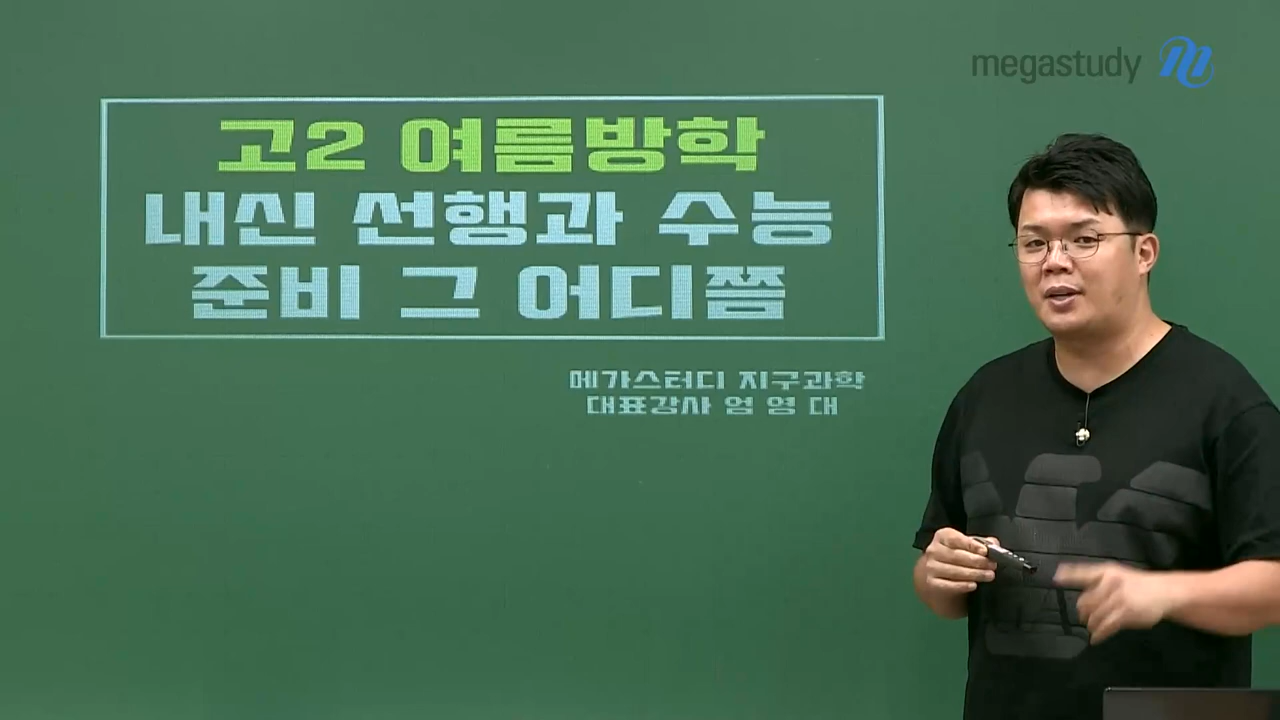 megastudy
고2 여름방학
내신 선행과 수능
준비 그 어디쯤
메가스터디 지구과학
대표강사 엄 영 대